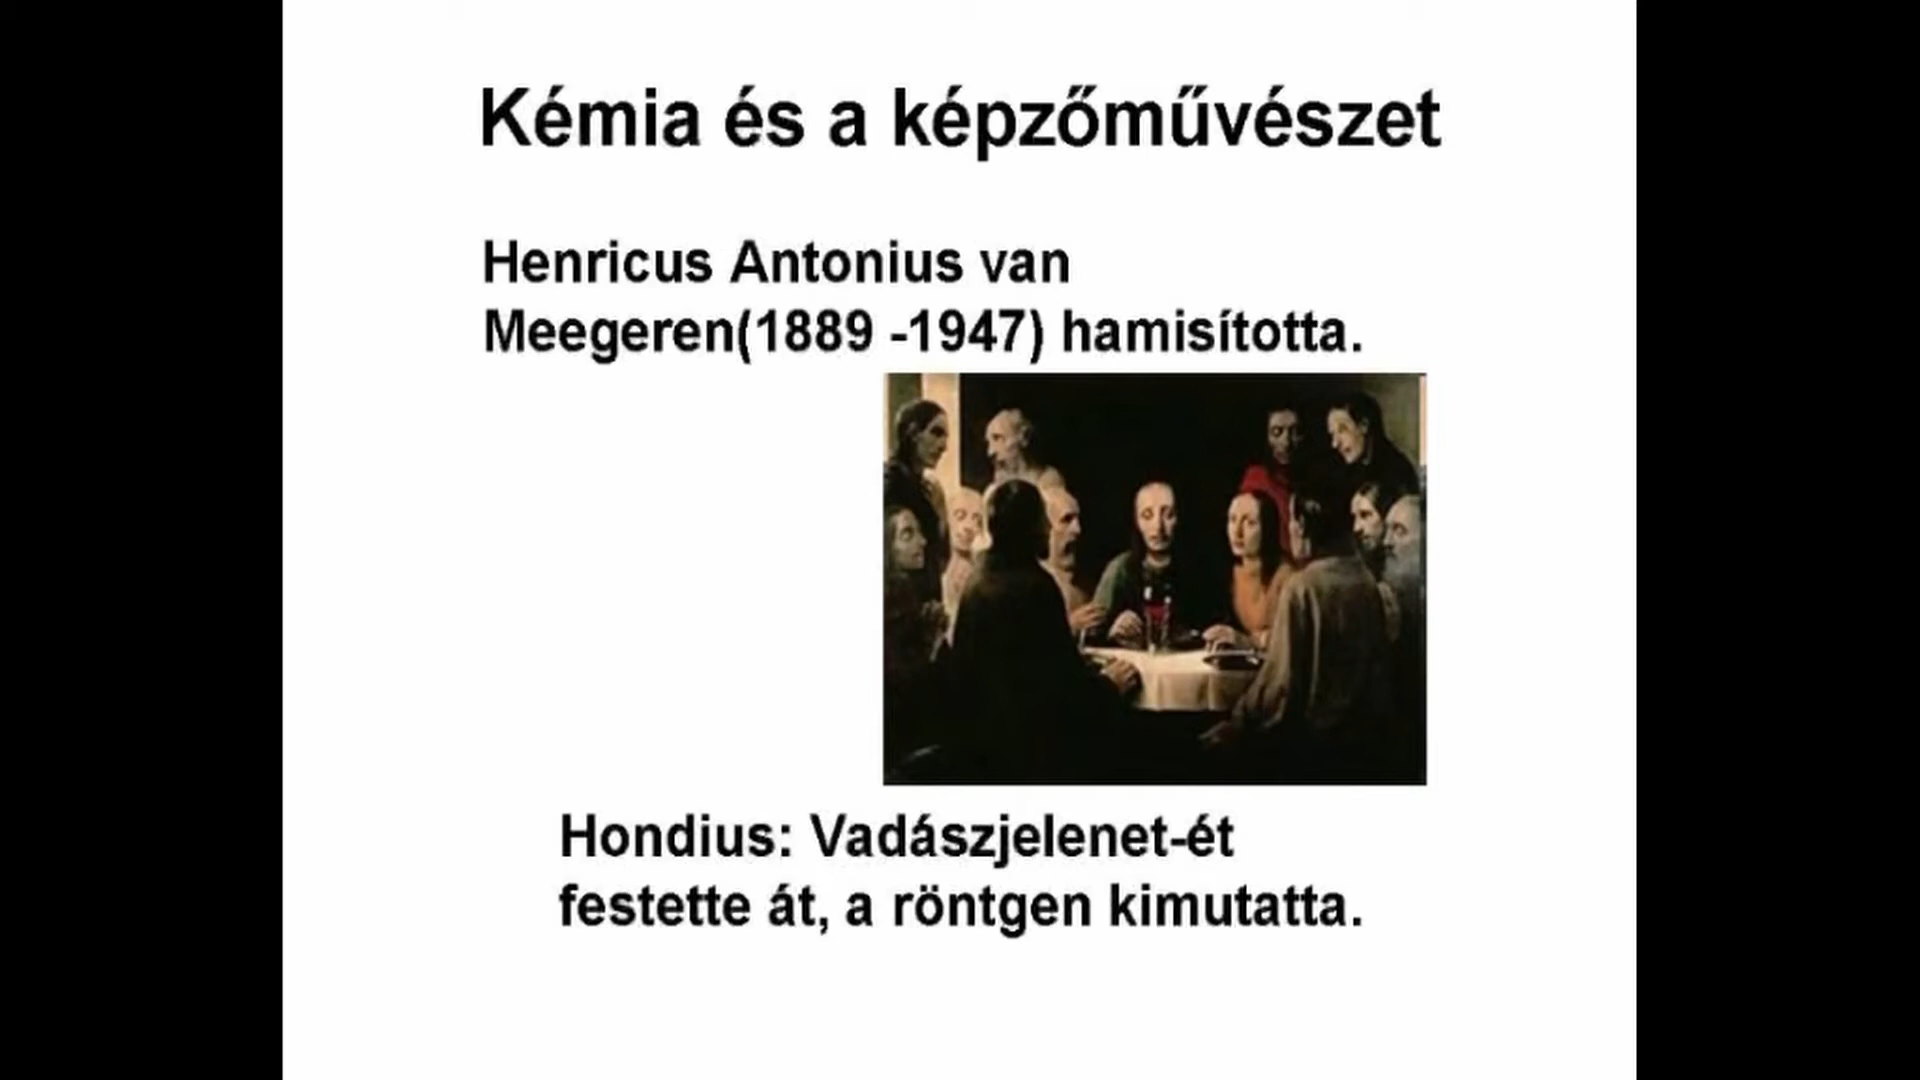 Kémia és a képzőművészet
Henricus Antonius van
Meegeren(1889 -1947) hamisította.
Hondius: Vadászjelenet-ét
festette át, a röntgen kimutatta.